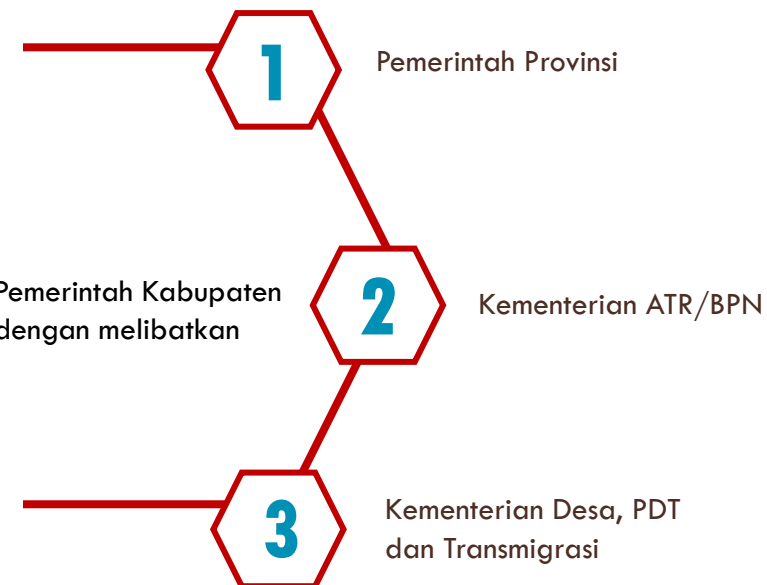 1
Pemerintah Provinsi
Pemerintah Kabupaten
dengan melibatkan
2
Kementerian ATR/BPN
3
Kementerian Desa, PDT
dan Transmigrasi